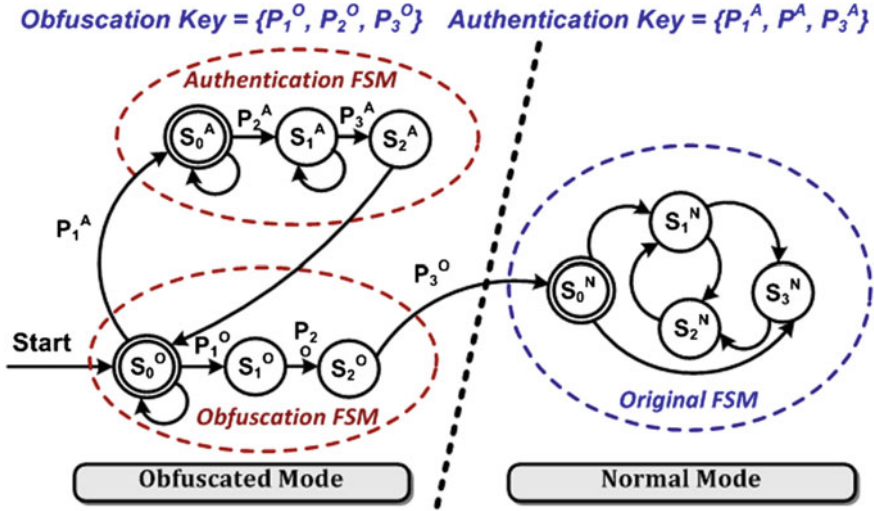 Obfuscation Key = {P₁ᴼ, P₂ᴼ, P₃ᴼ}
Authentication Key = {P₁ᴬ, Pᴬ, P₃ᴬ}
Authentication FSM
S₀ᴬ P₂ᴬ S₁ᴬ P₃ᴬ S₂ᴬ
P₁ᴬ
P₃ᴼ
S₁ᴺ
S₀ᴺ
S₃ᴺ
S₂ᴺ
Start
S₀ᴼ P₁ᴼ S₁ᴼ P₂ᴼ S₂ᴼ
Obfuscation FSM
Original FSM
Obfuscated Mode
Normal Mode